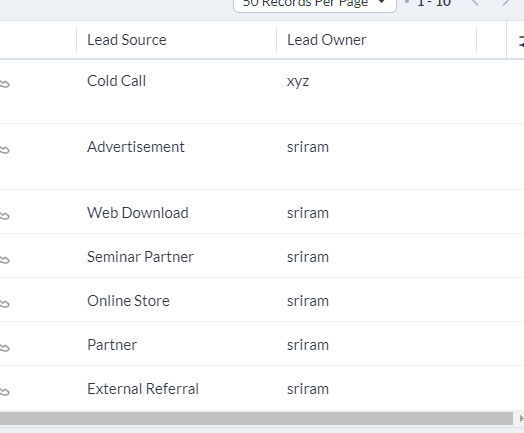 50 Records Per Page • 1 - 10
Lead Source Lead Owner
Cold Call xyz
Advertisement sriram
Web Download sriram
Seminar Partner sriram
Online Store sriram
Partner sriram
External Referral sriram